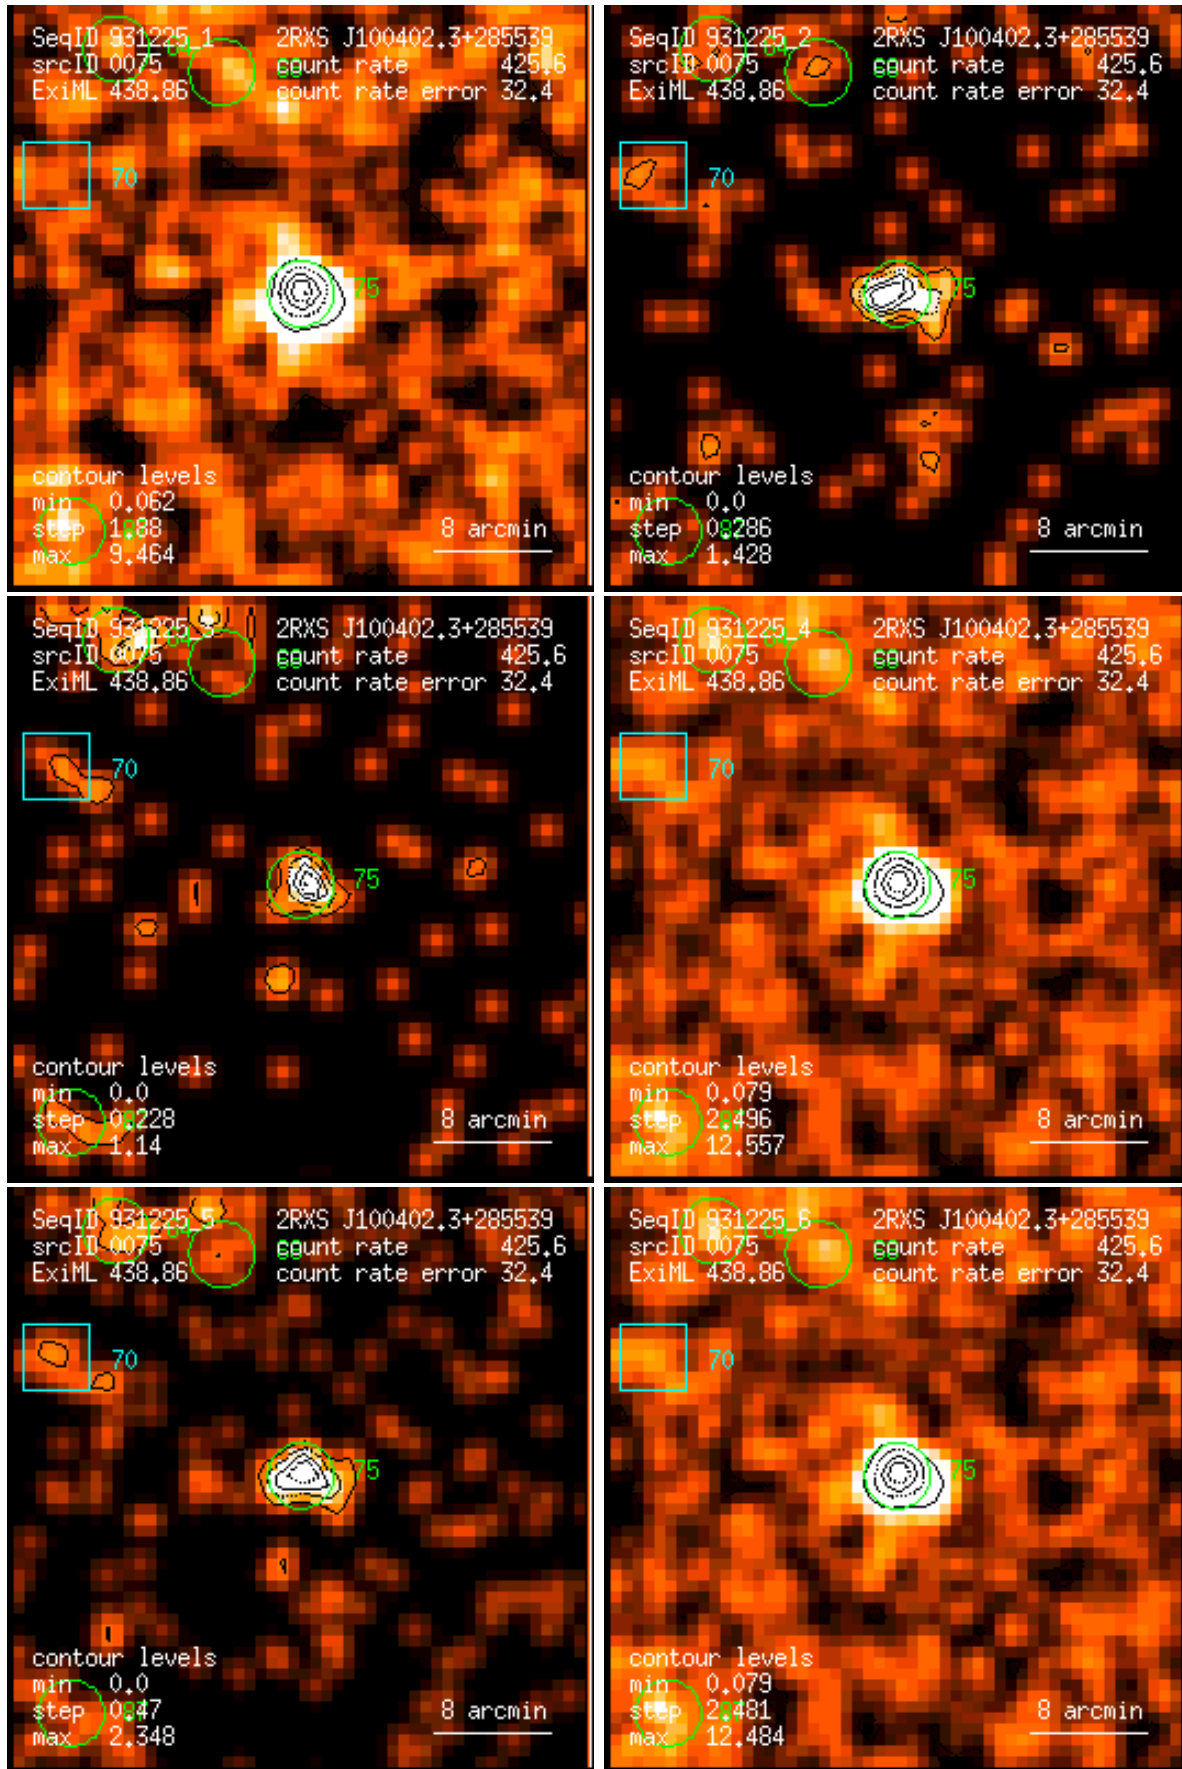 SeqID 931225_1 2RXS J100402.3+285539
srcID 0075 count rate 425.6
ExiML 438.86 count rate error 32.4
70
75
contour levels
min 0.062
step 1.88
max 9.464
8 arcmin
SeqID 931225_2 2RXS J100402.3+285539
srcID 0075 count rate 425.6
ExiML 438.86 count rate error 32.4
70
75
contour levels
min 0.0
step 0.286
max 1.428
8 arcmin
SeqID 931225_3 2RXS J100402.3+285539
srcID 0075 count rate 425.6
ExiML 438.86 count rate error 32.4
70
75
contour levels
min 0.0
step 0.228
max 1.14
8 arcmin
SeqID 931225_4 2RXS J100402.3+285539
srcID 0075 count rate 425.6
ExiML 438.86 count rate error 32.4
70
75
contour levels
min 0.079
step 2.496
max 12.557
8 arcmin
SeqID 931225_5 2RXS J100402.3+285539
srcID 0075 count rate 425.6
ExiML 438.86 count rate error 32.4
70
75
contour levels
min 0.0
step 0.47
max 2.348
8 arcmin
SeqID 931225_6 2RXS J100402.3+285539
srcID 0075 count rate 425.6
ExiML 438.86 count rate error 32.4
70
75
contour levels
min 0.079
step 2.481
max 12.484
8 arcmin